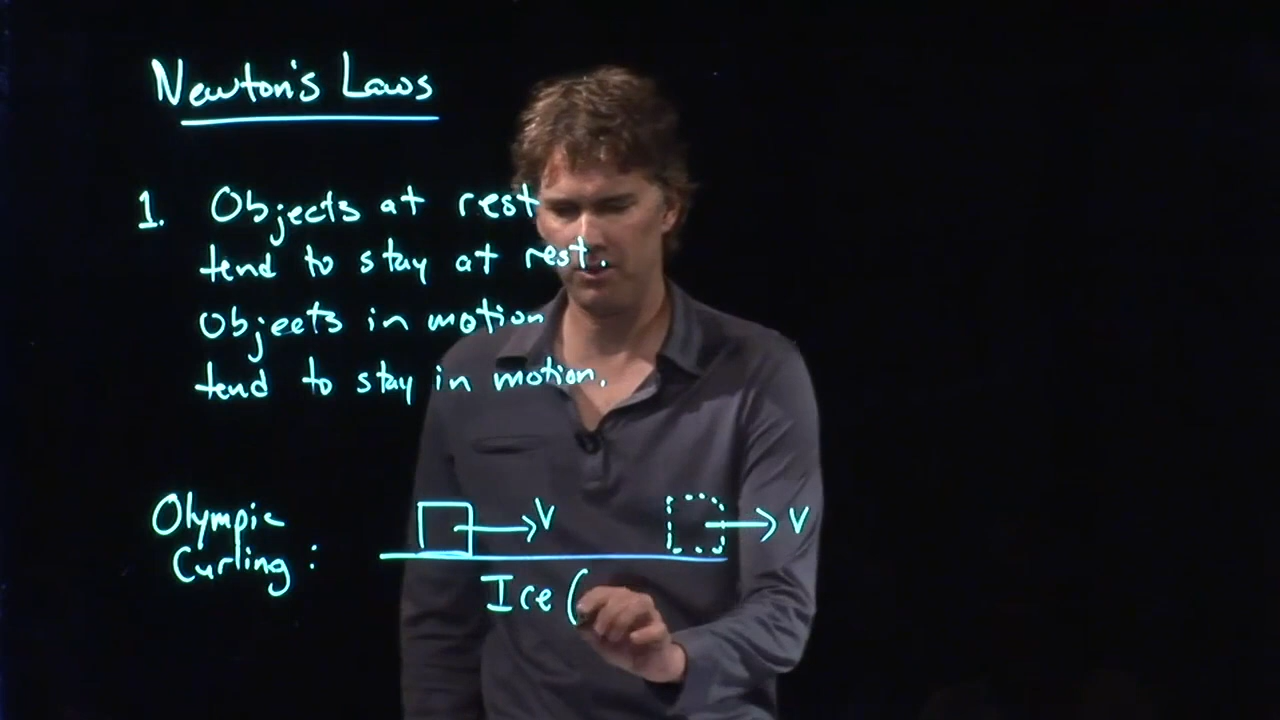 Newton's Laws
1. Objects at rest
tend to stay at rest.
Objects in motion
tend to stay in motion.
Olympic
Curling:
V
V
Ice (